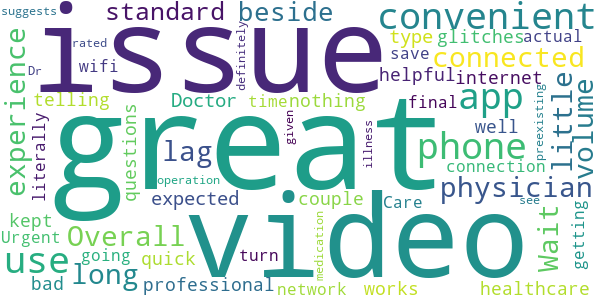 suggests
standard
beside
convenient
issue
definitely
type
glitches
actual
rated
Dr
wifi
connected
save
helpful
internet
experience
telling
Doctor
time
nothing
app
final
little
volume
literally
questions
great
given
phone
well
preexisting
lag
illness
connection
operation
physician
see
expected
couple
Care
kept
Overall
medication
video
Wait
getting
Urgent
use
going
quick
turn
bad
long
professional
network
works
healthcare